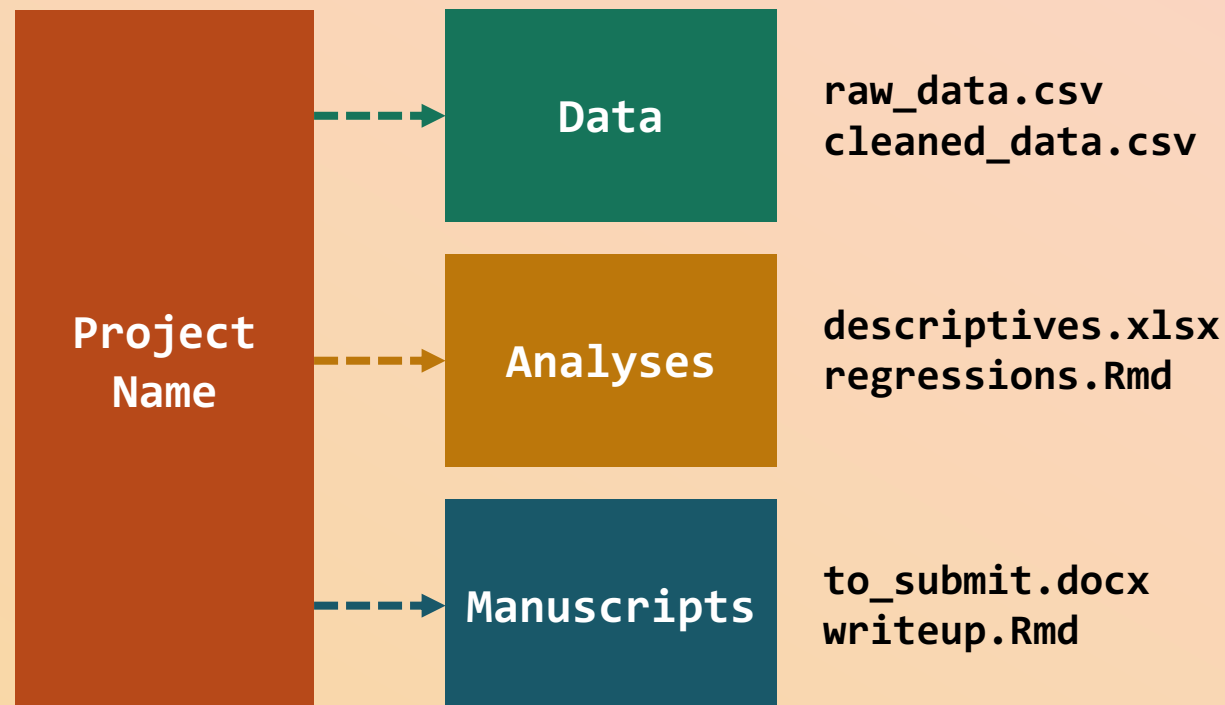 Project
Name
Data
raw_data.csv
cleaned_data.csv
Analyses
descriptives.xlsx
regressions.Rmd
Manuscripts
to_submit.docx
writeup.Rmd